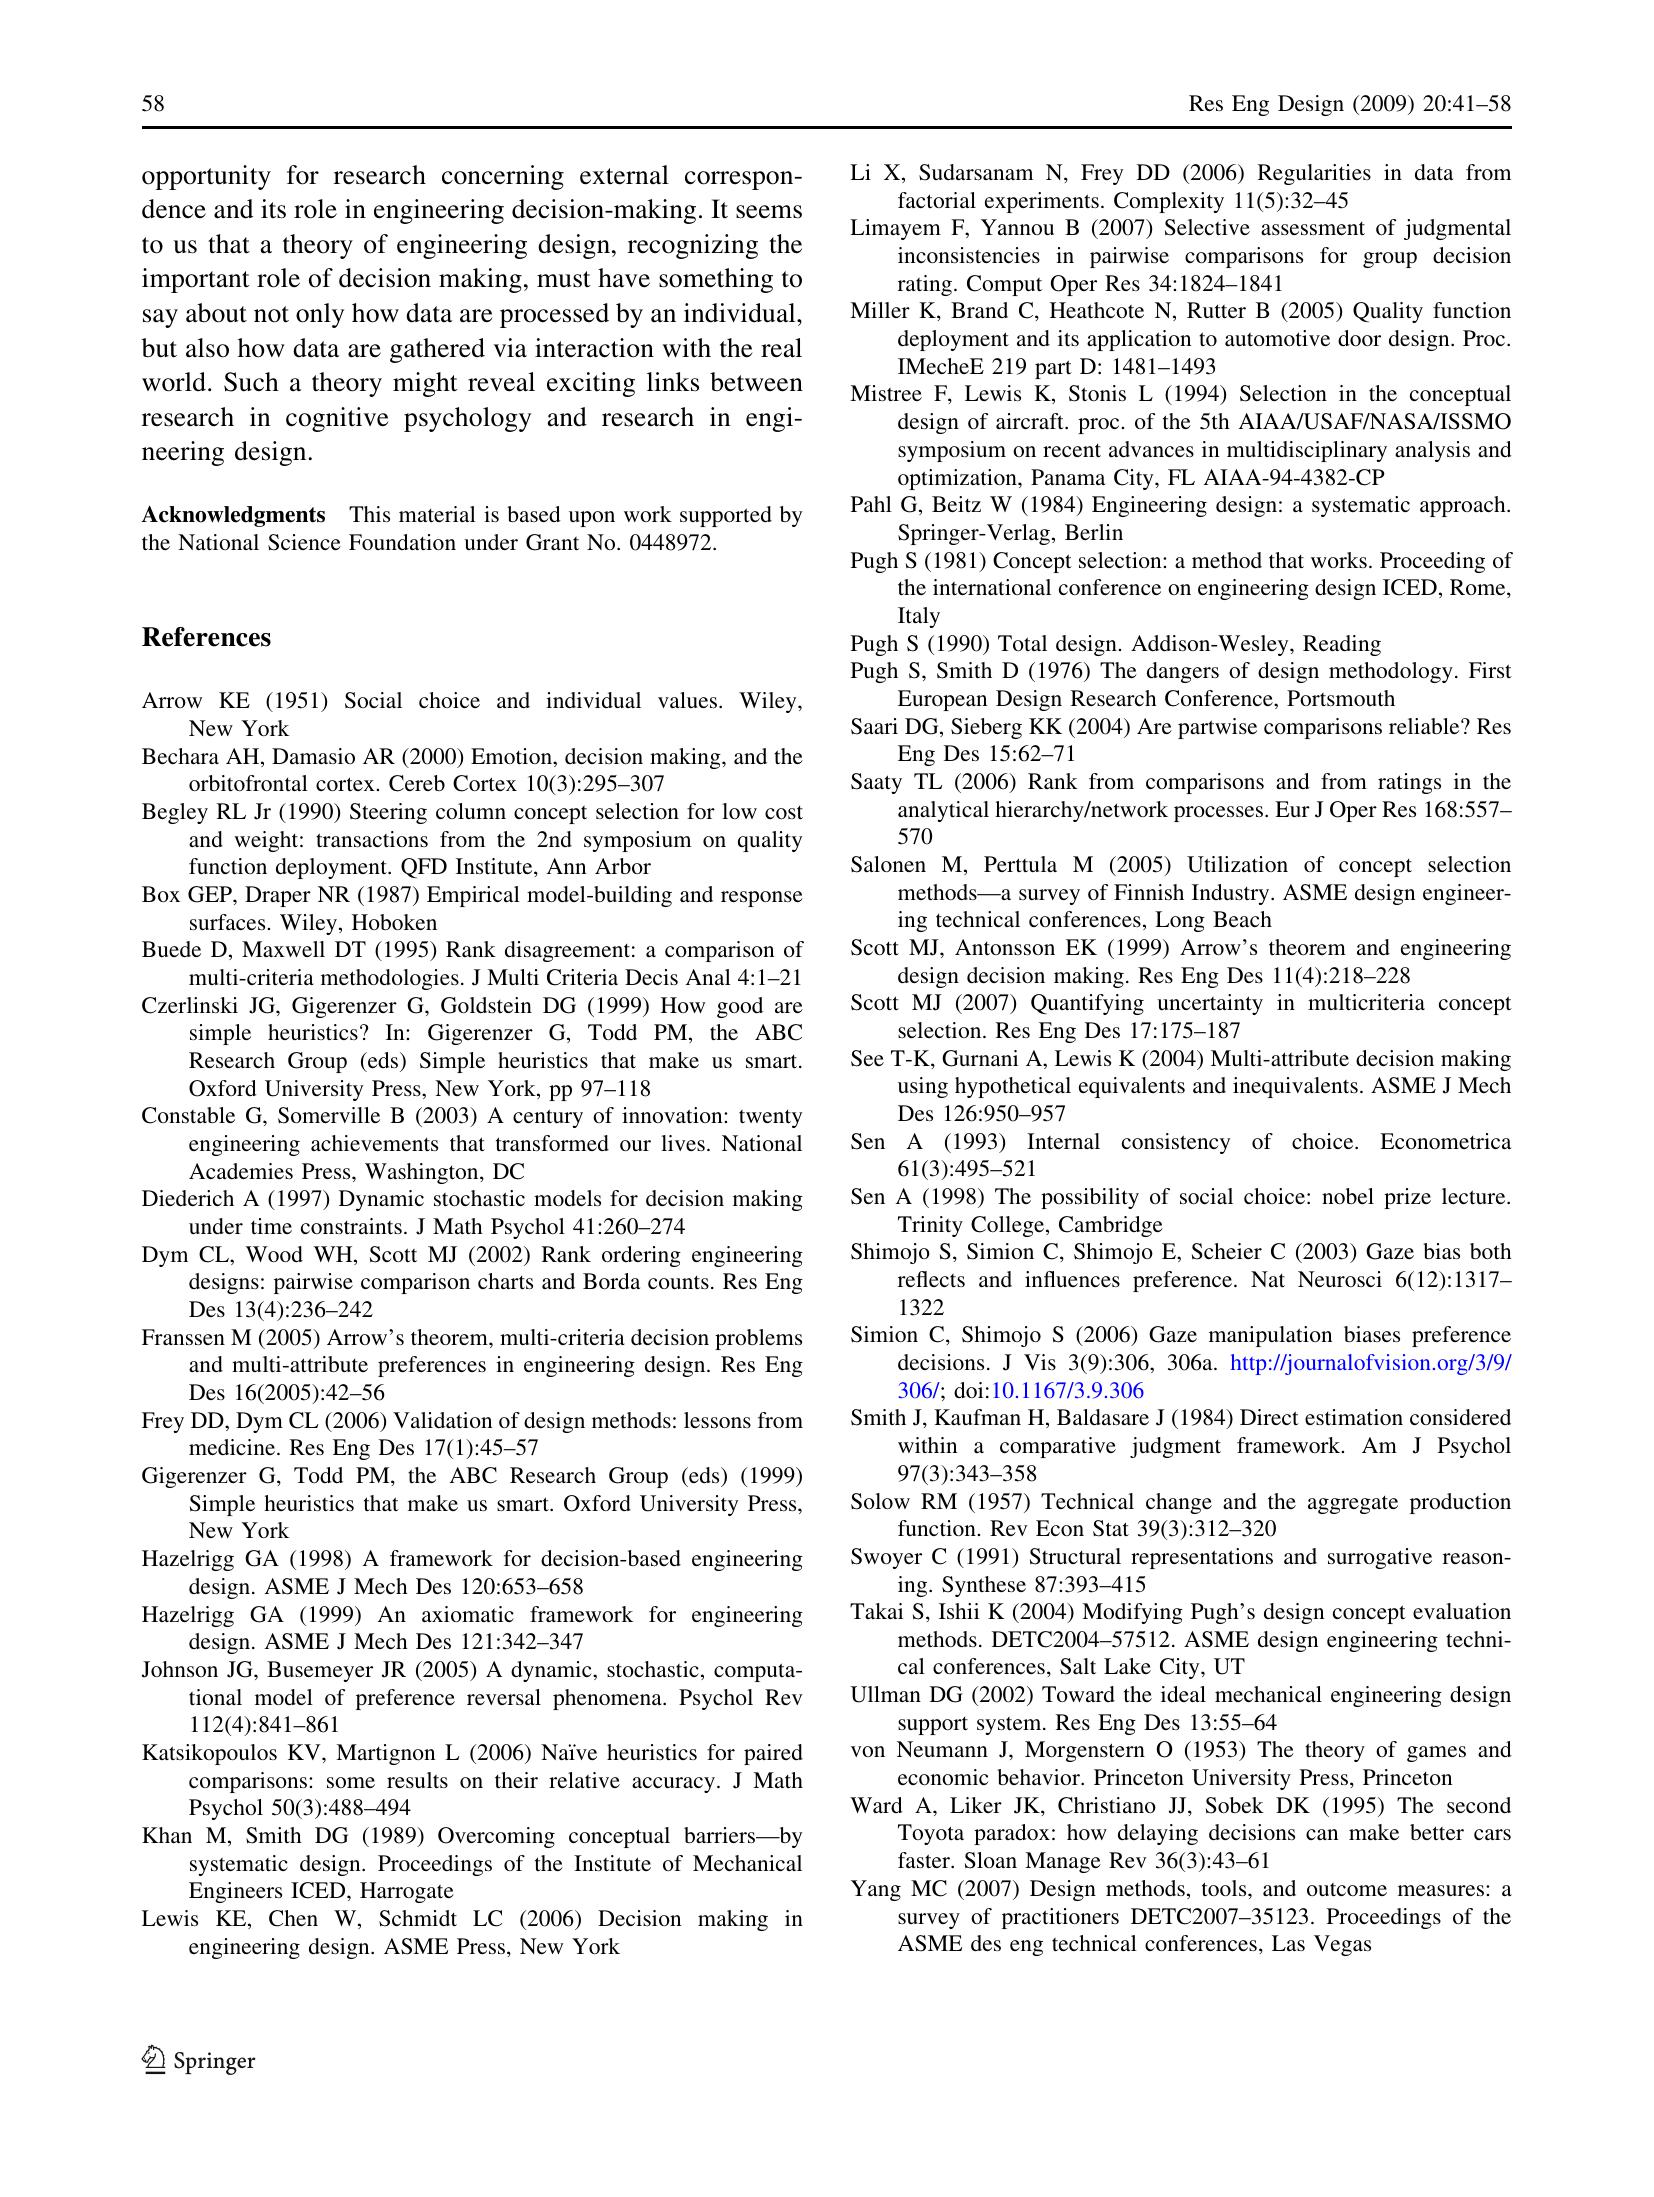 58
Res Eng Design (2009) 20:41–58
opportunity for research concerning external correspon-
dence and its role in engineering decision-making. It seems
to us that a theory of engineering design, recognizing the
important role of decision making, must have something to
say about not only how data are processed by an individual,
but also how data are gathered via interaction with the real
world. Such a theory might reveal exciting links between
research in cognitive psychology and research in engi-
neering design.
Acknowledgments This material is based upon work supported by
the National Science Foundation under Grant No. 0448972.
References
Arrow KE (1951) Social choice and individual values. Wiley,
New York
Bechara AH, Damasio AR (2000) Emotion, decision making, and the
orbitofrontal cortex. Cereb Cortex 10(3):295–307
Begley RL Jr (1990) Steering column concept selection for low cost
and weight: transactions from the 2nd symposium on quality
function deployment. QFD Institute, Ann Arbor
Box GEP, Draper NR (1987) Empirical model-building and response
surfaces. Wiley, Hoboken
Buede D, Maxwell DT (1995) Rank disagreement: a comparison of
multi-criteria methodologies. J Multi Criteria Decis Anal 4:1–21
Czerlinski JG, Gigerenzer G, Goldstein DG (1999) How good are
simple heuristics? In: Gigerenzer G, Todd PM, the ABC
Research Group (eds) Simple heuristics that make us smart.
Oxford University Press, New York, pp 97–118
Constable G, Somerville B (2003) A century of innovation: twenty
engineering achievements that transformed our lives. National
Academies Press, Washington, DC
Diederich A (1997) Dynamic stochastic models for decision making
under time constraints. J Math Psychol 41:260–274
Dym CL, Wood WH, Scott MJ (2002) Rank ordering engineering
designs: pairwise comparison charts and Borda counts. Res Eng
Des 13(4):236–242
Franssen M (2005) Arrow's theorem, multi-criteria decision problems
and multi-attribute preferences in engineering design. Res Eng
Des 16(2005):42–56
Frey DD, Dym CL (2006) Validation of design methods: lessons from
medicine. Res Eng Des 17(1):45–57
Gigerenzer G, Todd PM, the ABC Research Group (eds) (1999)
Simple heuristics that make us smart. Oxford University Press,
New York
Hazelrigg GA (1998) A framework for decision-based engineering
design. ASME J Mech Des 120:653–658
Hazelrigg GA (1999) An axiomatic framework for engineering
design. ASME J Mech Des 121:342–347
Johnson JG, Busemeyer JR (2005) A dynamic, stochastic, computa-
tional model of preference reversal phenomena. Psychol Rev
112(4):841–861
Katsikopoulos KV, Martignon L (2006) Naïve heuristics for paired
comparisons: some results on their relative accuracy. J Math
Psychol 50(3):488–494
Khan M, Smith DG (1989) Overcoming conceptual barriers—by
systematic design. Proceedings of the Institute of Mechanical
Engineers ICED, Harrogate
Lewis KE, Chen W, Schmidt LC (2006) Decision making in
engineering design. ASME Press, New York
Li X, Sudarsanam N, Frey DD (2006) Regularities in data from
factorial experiments. Complexity 11(5):32–45
Limayem F, Yannou B (2007) Selective assessment of judgmental
inconsistencies in pairwise comparisons for group decision
rating. Comput Oper Res 34:1824–1841
Miller K, Brand C, Heathcote N, Rutter B (2005) Quality function
deployment and its application to automotive door design. Proc.
IMecheE 219 part D: 1481–1493
Mistree F, Lewis K, Stonis L (1994) Selection in the conceptual
design of aircraft. proc. of the 5th AIAA/USAF/NASA/ISSMO
symposium on recent advances in multidisciplinary analysis and
optimization, Panama City, FL AIAA-94-4382-CP
Pahl G, Beitz W (1984) Engineering design: a systematic approach.
Springer-Verlag, Berlin
Pugh S (1981) Concept selection: a method that works. Proceeding of
the international conference on engineering design ICED, Rome,
Italy
Pugh S (1990) Total design. Addison-Wesley, Reading
Pugh S, Smith D (1976) The dangers of design methodology. First
European Design Research Conference, Portsmouth
Saari DG, Sieberg KK (2004) Are partwise comparisons reliable? Res
Eng Des 15:62–71
Saaty TL (2006) Rank from comparisons and from ratings in the
analytical hierarchy/network processes. Eur J Oper Res 168:557–
570
Salonen M, Perttula M (2005) Utilization of concept selection
methods—a survey of Finnish Industry. ASME design engineer-
ing technical conferences, Long Beach
Scott MJ, Antonsson EK (1999) Arrow's theorem and engineering
design decision making. Res Eng Des 11(4):218–228
Scott MJ (2007) Quantifying uncertainty in multicriteria concept
selection. Res Eng Des 17:175–187
See T-K, Gurnani A, Lewis K (2004) Multi-attribute decision making
using hypothetical equivalents and inequivalents. ASME J Mech
Des 126:950–957
Sen A (1993) Internal consistency of choice. Econometrica
61(3):495–521
Sen A (1998) The possibility of social choice: nobel prize lecture.
Trinity College, Cambridge
Shimojo S, Simion C, Shimojo E, Scheier C (2003) Gaze bias both
reflects and influences preference. Nat Neurosci 6(12):1317–
1322
Simion C, Shimojo S (2006) Gaze manipulation biases preference
decisions. J Vis 3(9):306, 306a. http://journalofvision.org/3/9/
306/; doi:10.1167/3.9.306
Smith J, Kaufman H, Baldasare J (1984) Direct estimation considered
within a comparative judgment framework. Am J Psychol
97(3):343–358
Solow RM (1957) Technical change and the aggregate production
function. Rev Econ Stat 39(3):312–320
Swoyer C (1991) Structural representations and surrogative reason-
ing. Synthese 87:393–415
Takai S, Ishii K (2004) Modifying Pugh's design concept evaluation
methods. DETC2004–57512. ASME design engineering techni-
cal conferences, Salt Lake City, UT
Ullman DG (2002) Toward the ideal mechanical engineering design
support system. Res Eng Des 13:55–64
von Neumann J, Morgenstern O (1953) The theory of games and
economic behavior. Princeton University Press, Princeton
Ward A, Liker JK, Christiano JJ, Sobek DK (1995) The second
Toyota paradox: how delaying decisions can make better cars
faster. Sloan Manage Rev 36(3):43–61
Yang MC (2007) Design methods, tools, and outcome measures: a
survey of practitioners DETC2007–35123. Proceedings of the
ASME des eng technical conferences, Las Vegas
Springer